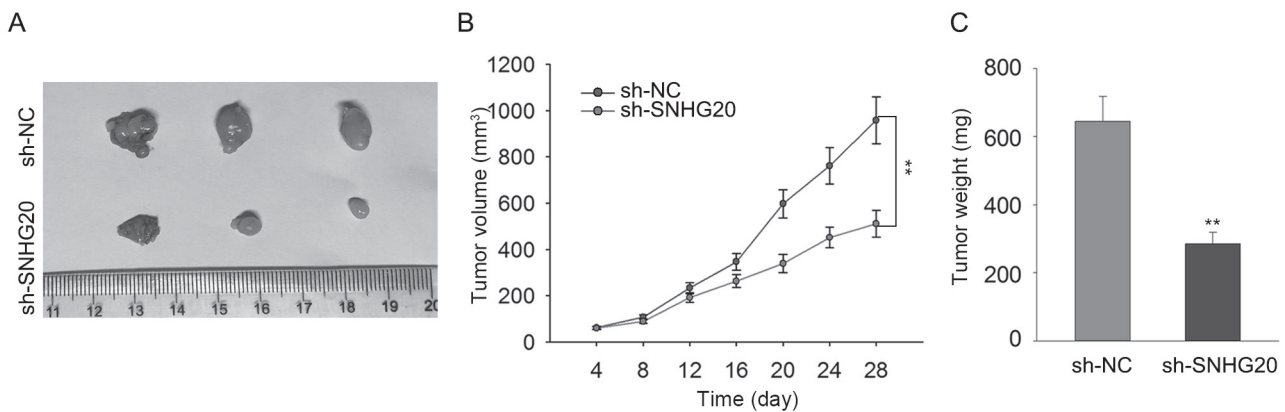 A
sh-NC
sh-SNHG20
11 12 13 14 15 16 17 18 19 20
B
Tumor volume (mm³)
1200
1000
800
600
400
200
0
sh-NC
sh-SNHG20
**
4 8 12 16 20 24 28
Time (day)
C
Tumor weight (mg)
800
600
400
200
0
**
sh-NC sh-SNHG20